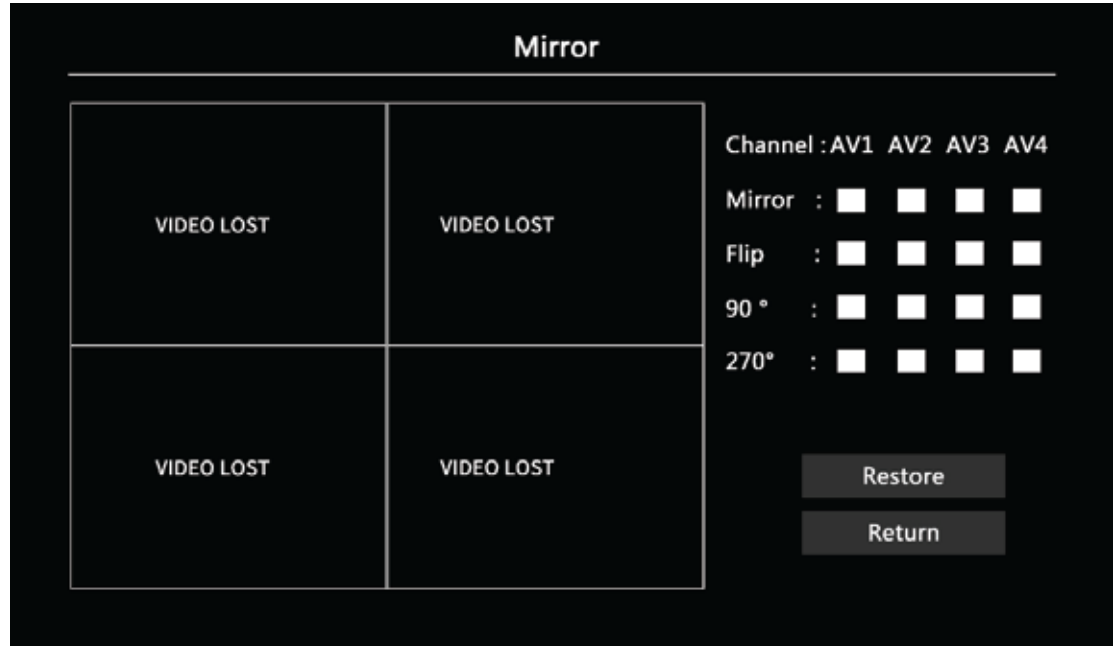 Mirror
VIDEO LOST
VIDEO LOST
VIDEO LOST
VIDEO LOST
Channel : AV1 AV2 AV3 AV4
Mirror :
Flip :
90 ° :
270° :
Restore
Return